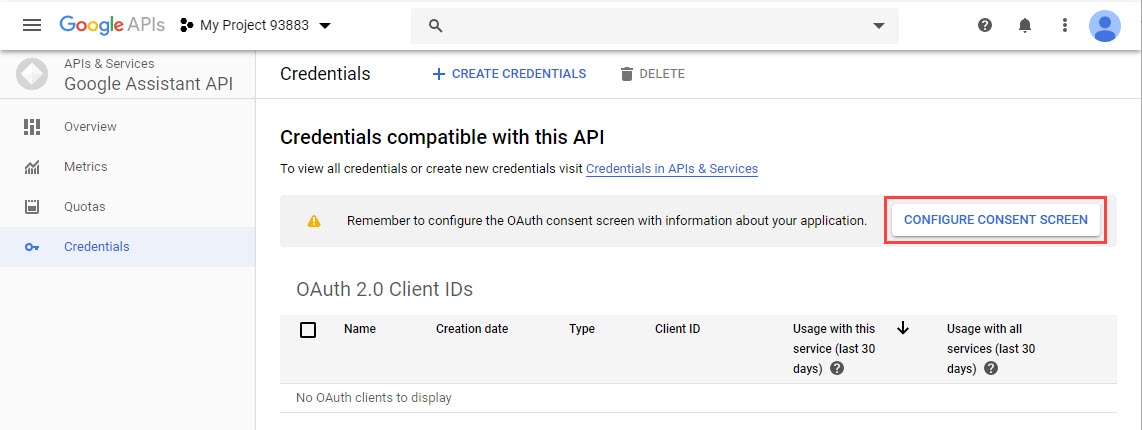 Google APIs My Project 93883
APIs & Services
Google Assistant API
Overview
Metrics
Quotas
Credentials
Credentials CREATE CREDENTIALS DELETE
Credentials compatible with this API
To view all credentials or create new credentials visit Credentials in APIs & Services
Remember to configure the OAuth consent screen with information about your application. CONFIGURE CONSENT SCREEN
OAuth 2.0 Client IDs
Name Creation date Type Client ID Usage with this Usage with all
service (last 30 services (last 30
days) days)
No OAuth clients to display